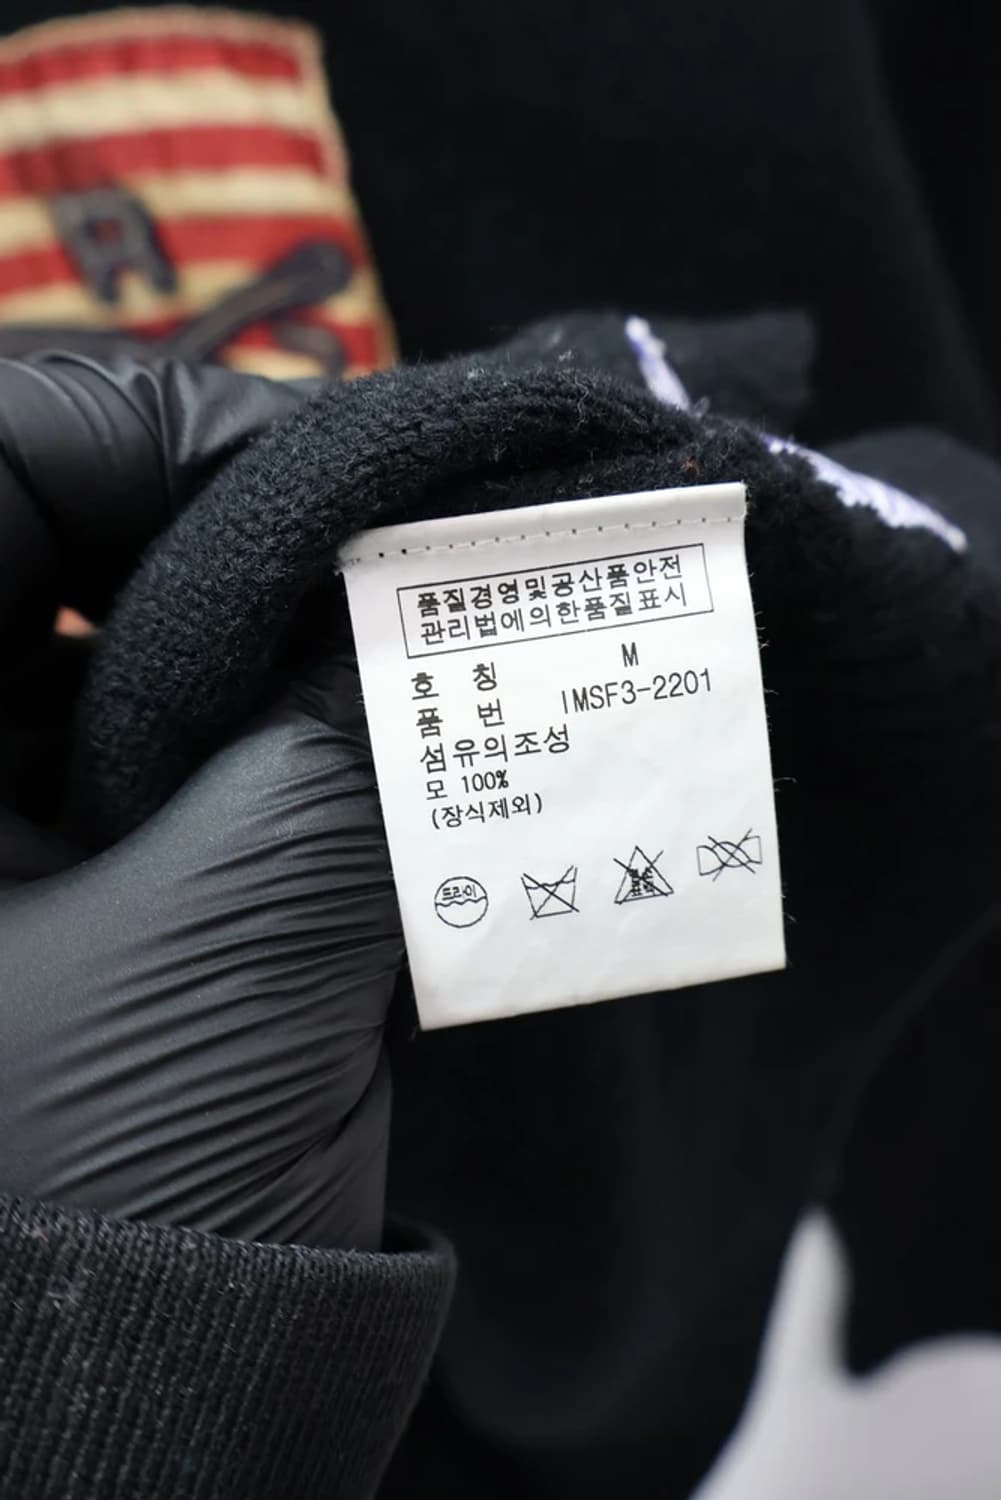 품질경영및공산품안전
관리법에의한품질표시
호 칭 M
품 번 IMSF3-2201
섬유의조성
모 100%
(장식제외)
드라이